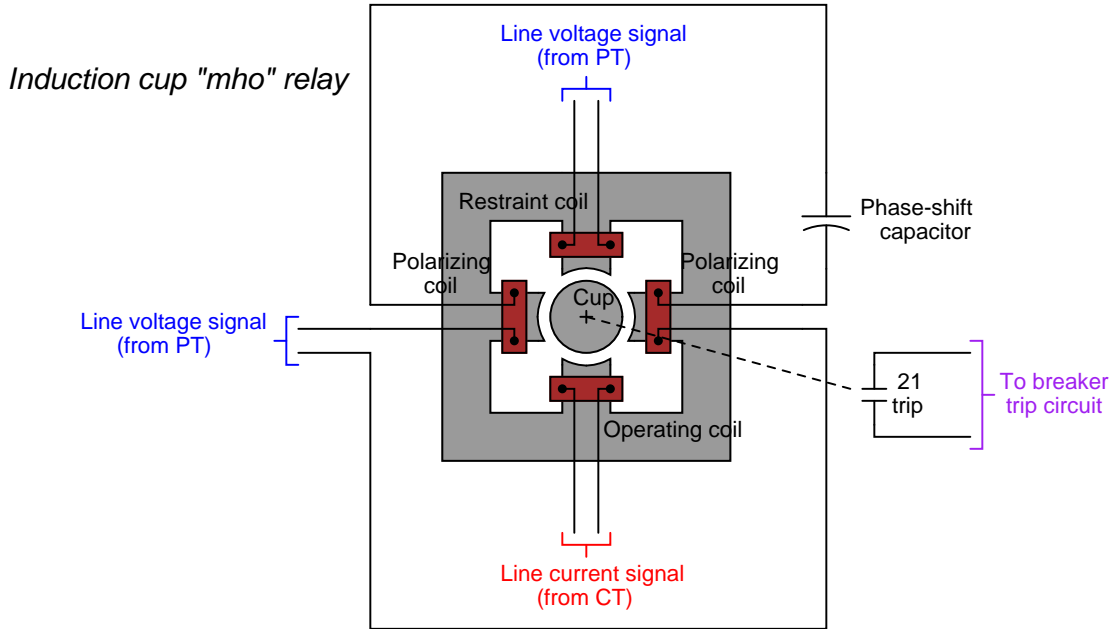 Line voltage signal
(from PT)
Induction cup "mho" relay
Restraint coil
Phase-shift
capacitor
Polarizing
coil
Polarizing
coil
Cup
Line voltage signal
(from PT)
21
trip
To breaker
trip circuit
Operating coil
Line current signal
(from CT)